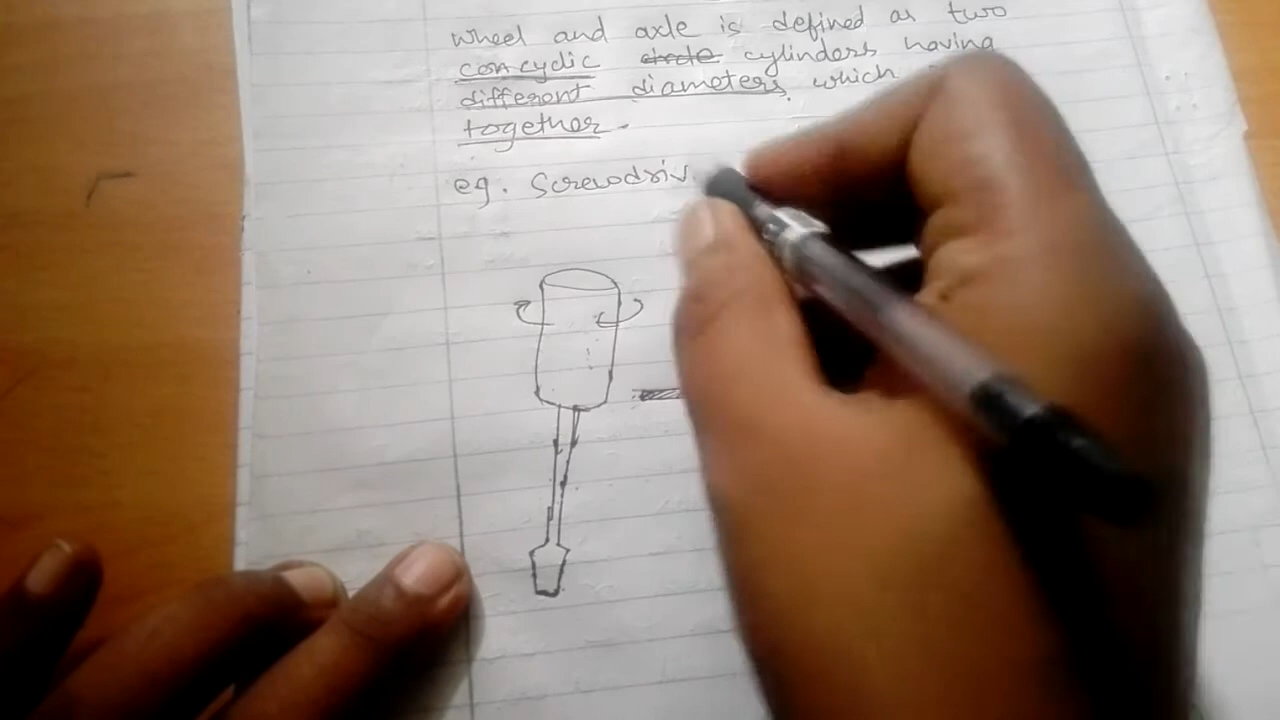 wheel and axle is defined as two
concyclic circle cylinders having
different diameters which
together.
eg. Screwdriv